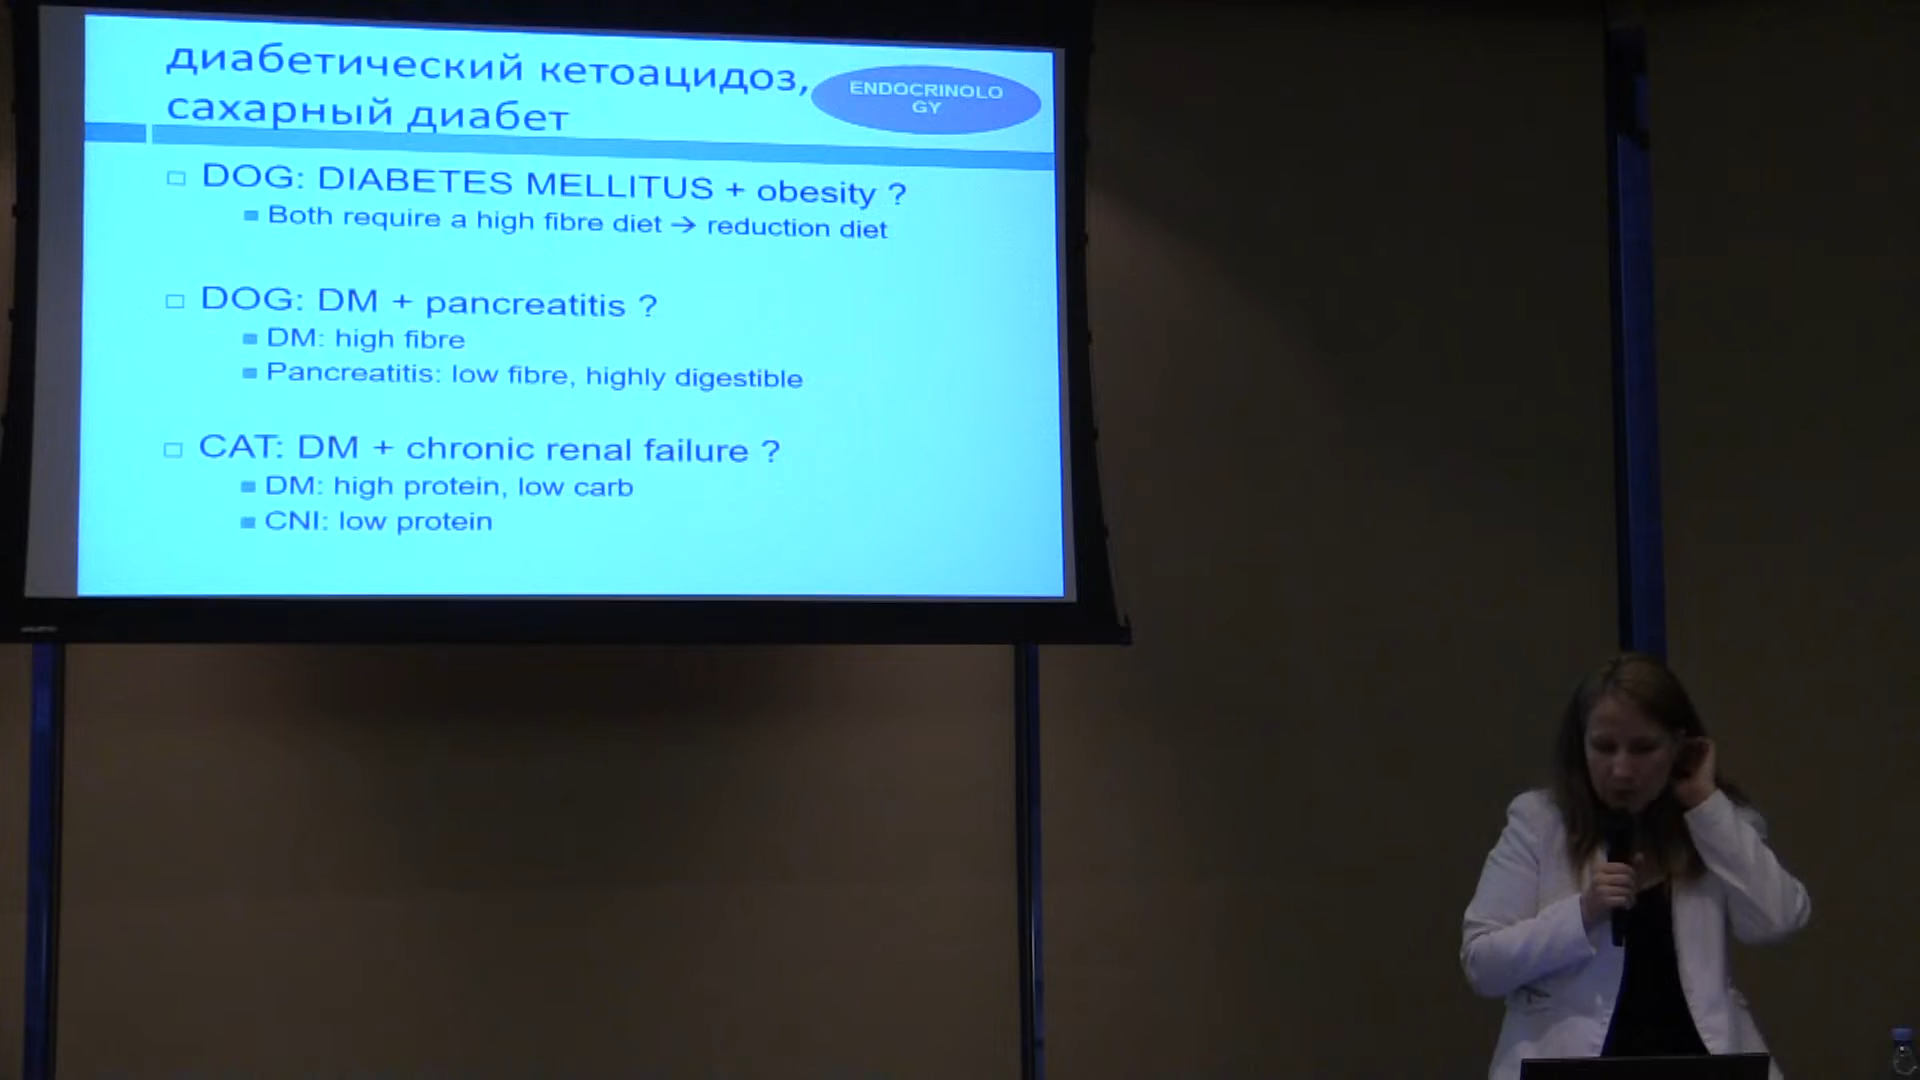 диабетический кетоацидоз,
сахарный диабет
ENDOCRINOLO
GY
DOG: DIABETES MELLITUS + obesity ?
Both require a high fibre diet → reduction diet
DOG: DM + pancreatitis ?
DM: high fibre
Pancreatitis: low fibre, highly digestible
CAT: DM + chronic renal failure ?
DM: high protein, low carb
CNI: low protein